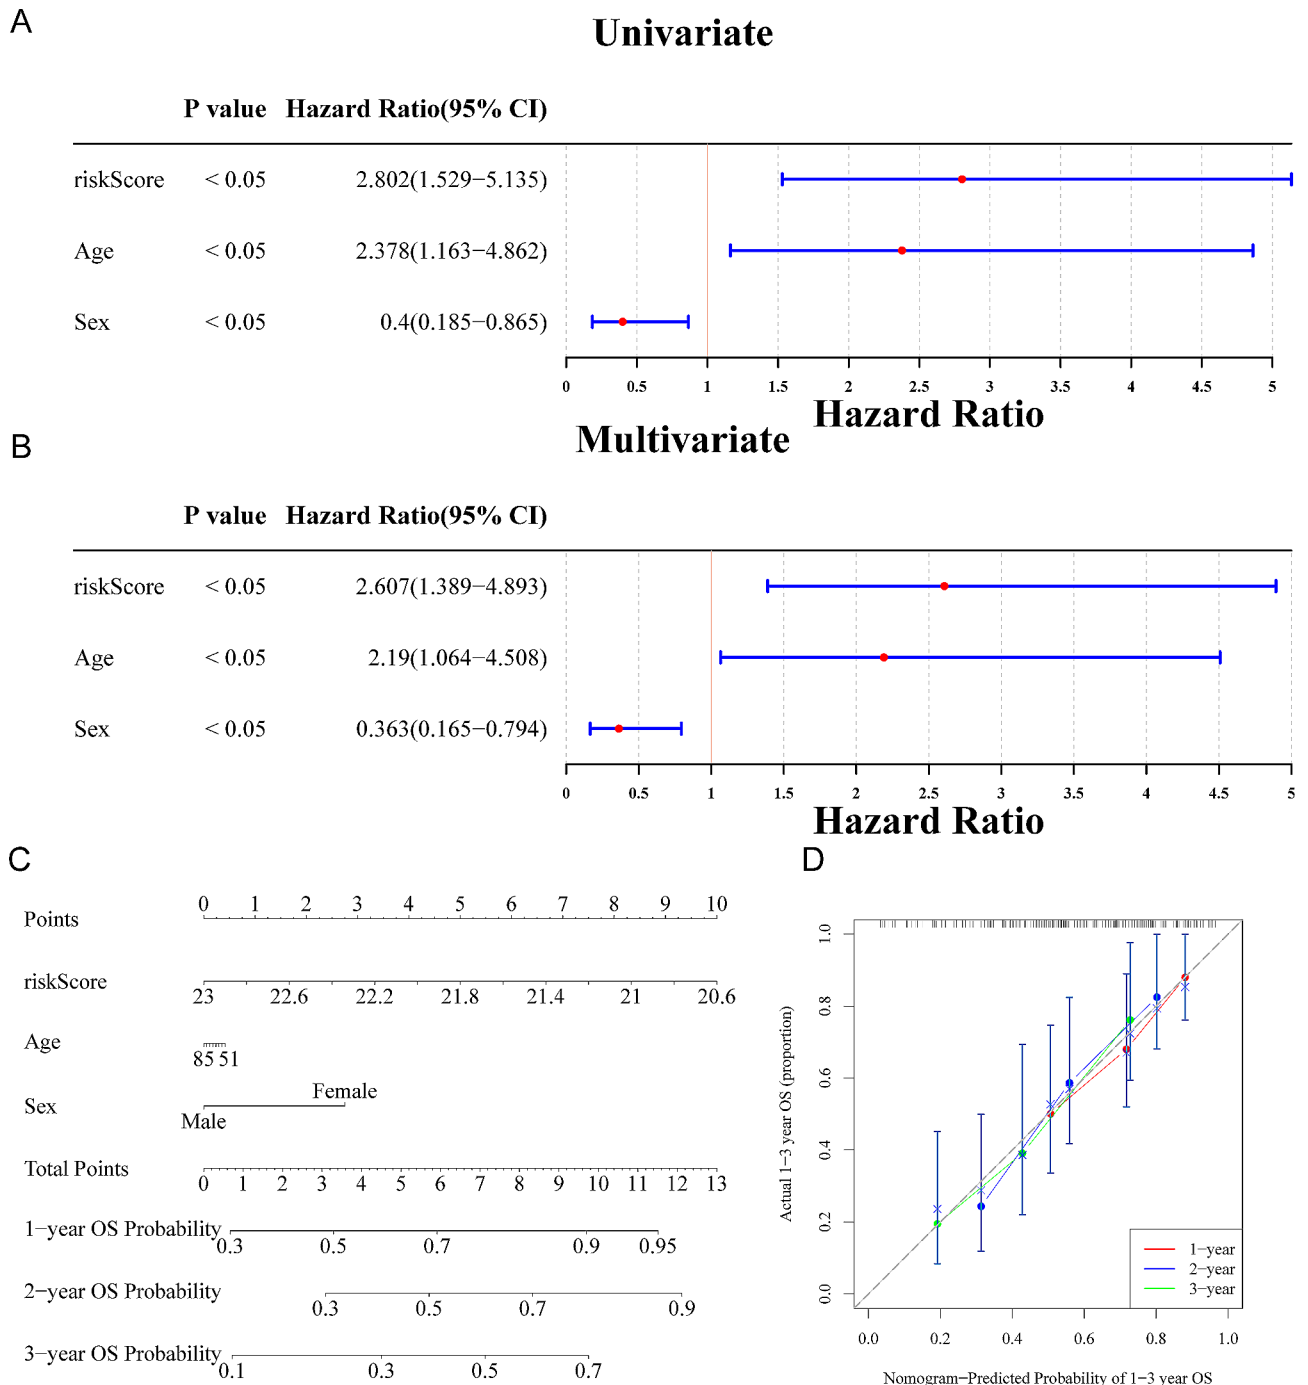 A
Univariate
P value Hazard Ratio(95% CI)
riskScore < 0.05 2.802(1.529−5.135)
Age < 0.05 2.378(1.163−4.862)
Sex < 0.05 0.4(0.185−0.865)
0 0.5 1 1.5 2 2.5 3 3.5 4 4.5 5
Hazard Ratio
B
Multivariate
P value Hazard Ratio(95% CI)
riskScore < 0.05 2.607(1.389−4.893)
Age < 0.05 2.19(1.064−4.508)
Sex < 0.05 0.363(0.165−0.794)
0 0.5 1 1.5 2 2.5 3 3.5 4 4.5 5
Hazard Ratio
C
Points 0 1 2 3 4 5 6 7 8 9 10
riskScore
23 22.6 22.2 21.8 21.4 21 20.6
Age
85 51
Sex Female
Male
Total Points
0 1 2 3 4 5 6 7 8 9 10 11 12 13
1−year OS Probability
0.3 0.5 0.7 0.9 0.95
2−year OS Probability
0.3 0.5 0.7 0.9
3−year OS Probability
0.1 0.3 0.5 0.7
D
Actual 1−3 year OS (proportion)
1.0
0.8
0.6
0.4
0.2
0.0
1−year
2−year
3−year
0.0 0.2 0.4 0.6 0.8 1.0
Nomogram−Predicted Probability of 1−3 year OS